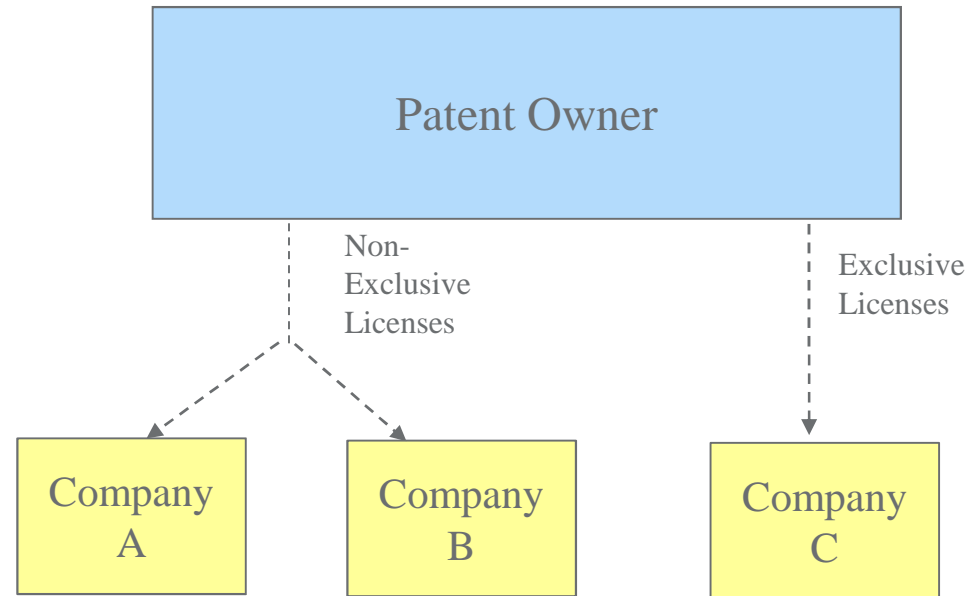 Patent Owner
Non-
Exclusive
Licenses
Exclusive
Licenses
Company
A
Company
B
Company
C